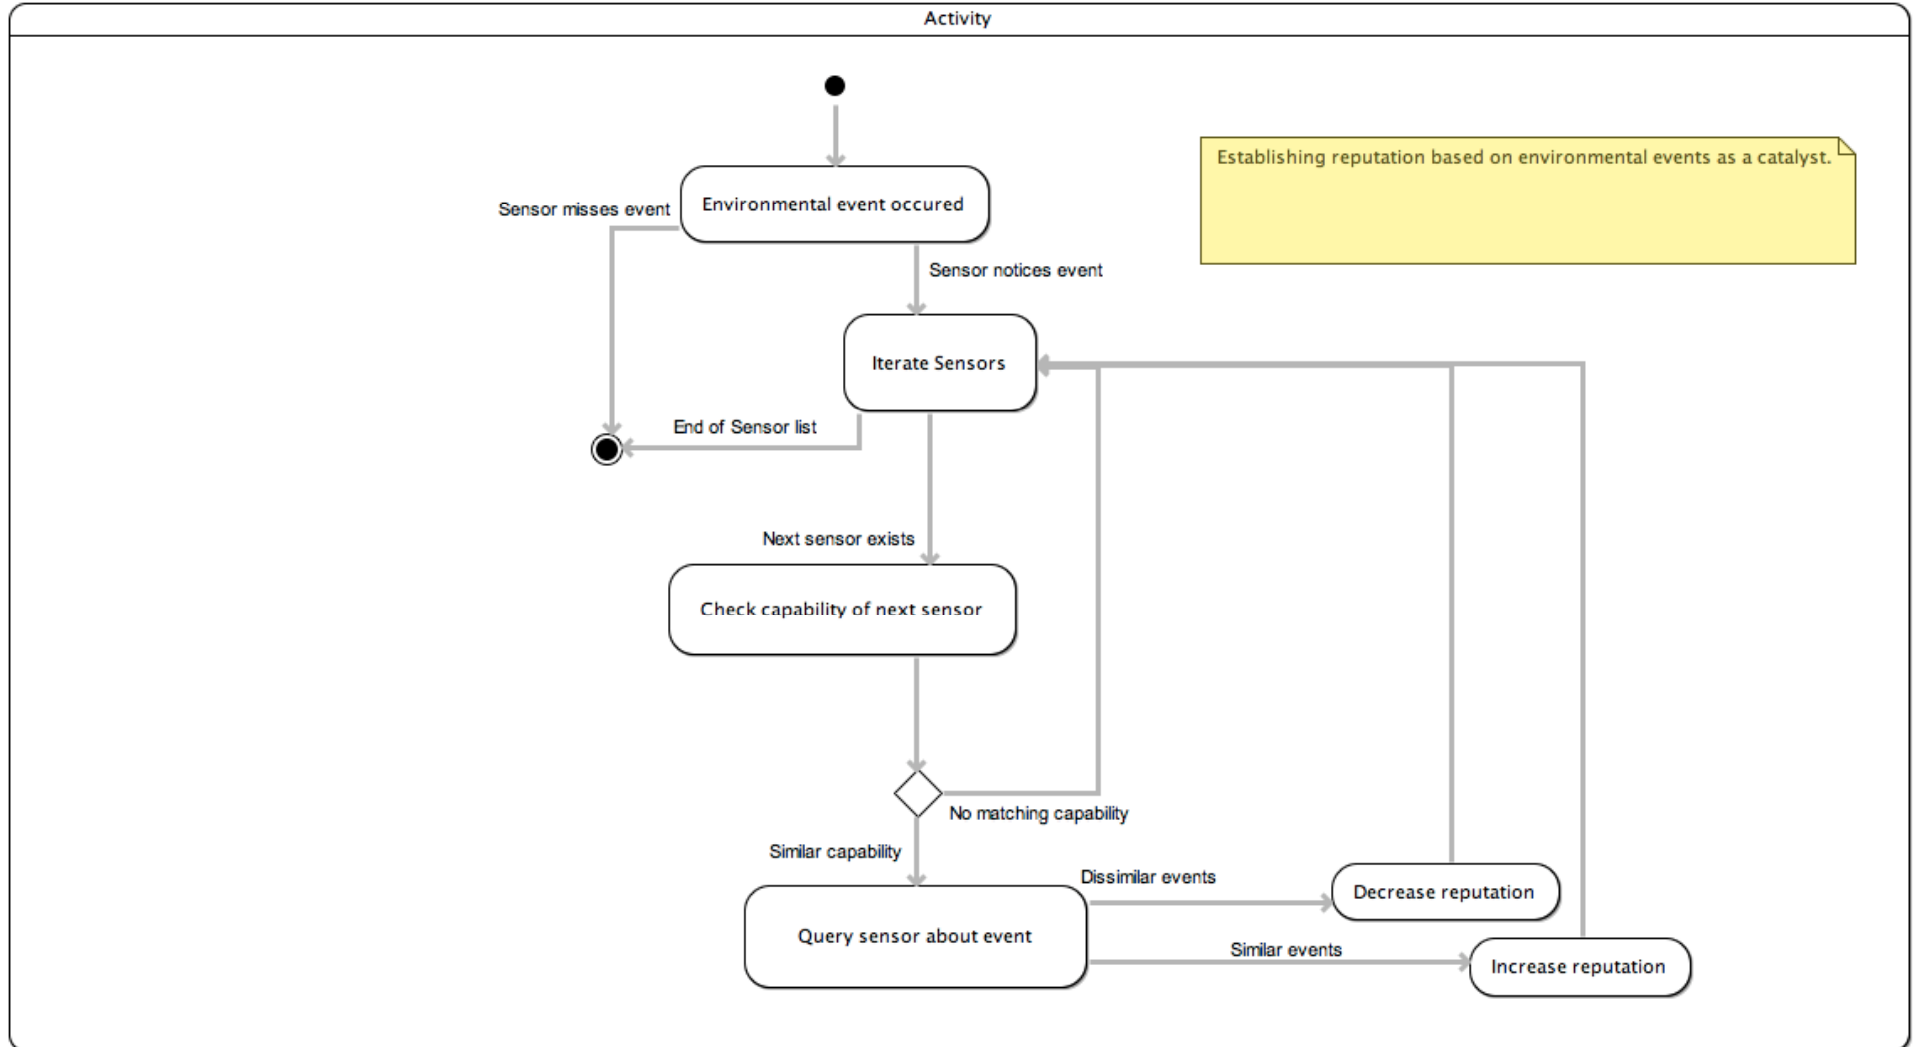 Activity
Establishing reputation based on environmental events as a catalyst.
Sensor misses event
Environmental event occured
Sensor notices event
Iterate Sensors
End of Sensor list
Next sensor exists
Check capability of next sensor
No matching capability
Similar capability
Dissimilar events
Decrease reputation
Query sensor about event
Similar events
Increase reputation